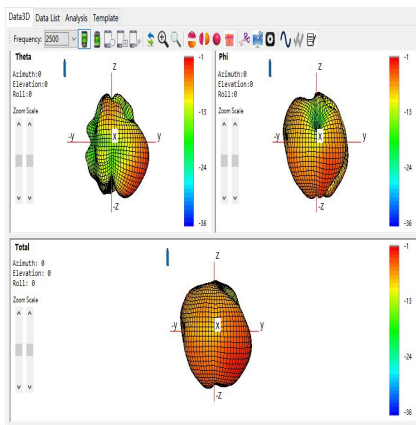 Data3D Data List Analysis Template
Frequency: 2500
Theta
Azimuth:0
Elevation:0
Roll:0
Zoom Scale
Z
-y X y
-Z
-1
-13
-24
-36
Phi
Azimuth:0
Elevation:0
Roll:0
Zoom Scale
Z
-y X y
-Z
-1
-13
-24
-36
Total
Azimuth: 0
Elevation: 0
Roll: 0
Zoom Scale
Z
-y X y
-Z
-1
-13
-24
-36